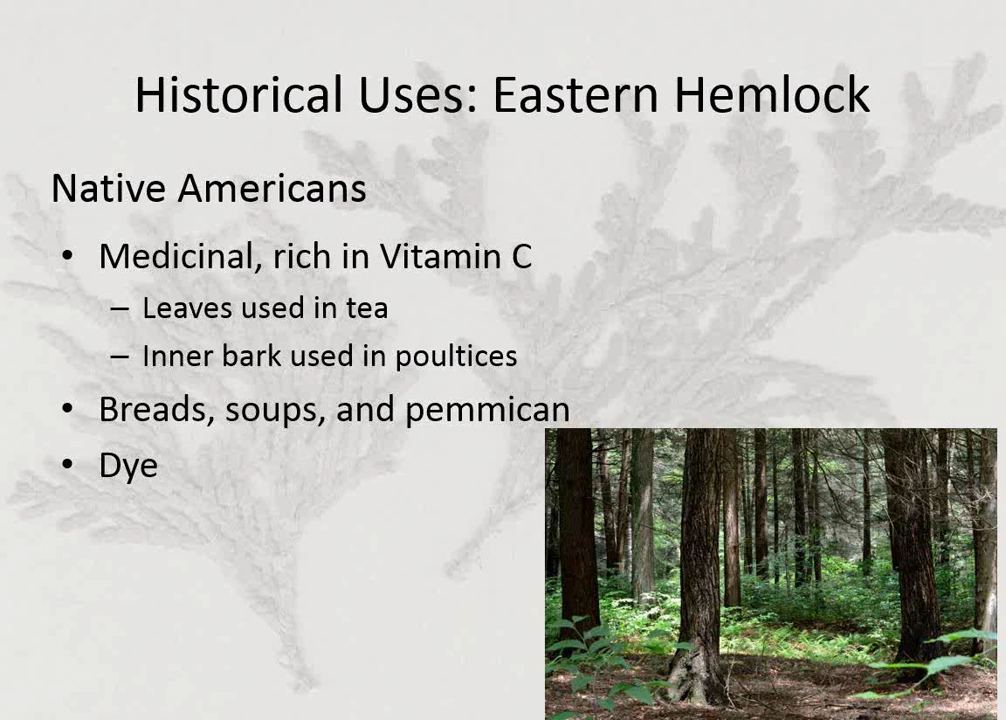 Historical Uses: Eastern Hemlock
Native Americans
• Medicinal, rich in Vitamin C
– Leaves used in tea
– Inner bark used in poultices
• Breads, soups, and pemmican
• Dye